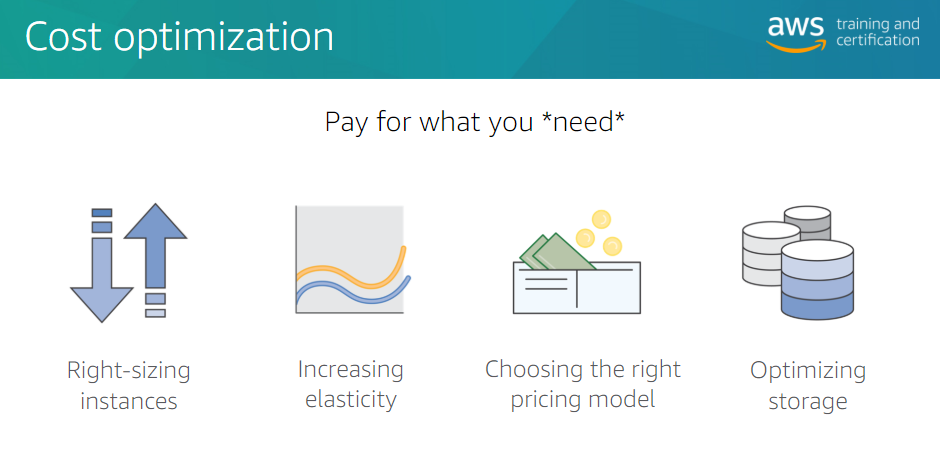 Cost optimization
aws training and
certification
Pay for what you *need*
Right-sizing
instances
Increasing
elasticity
Choosing the right
pricing model
Optimizing
storage